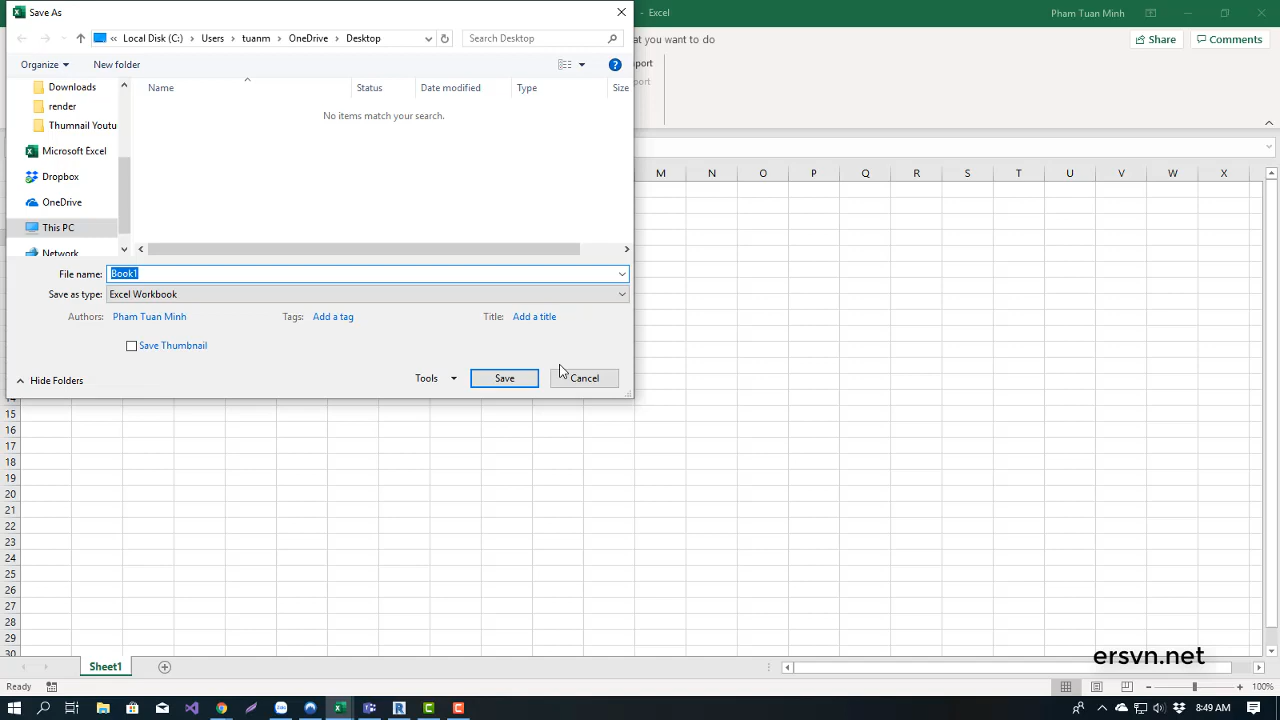 Save As
- Excel
Pham Tuan Minh
« Local Disk (C:) › Users › tuanm › OneDrive › Desktop
Search Desktop
at you want to do
Share
Comments
Organize
New folder
port
port
Downloads
render
Thumnail Youtu
Microsoft Excel
Dropbox
OneDrive
This PC
Network
Name
Status
Date modified
Type
Size
No items match your search.
File name:
Book1
Save as type:
Excel Workbook
Authors:
Pham Tuan Minh
Tags:
Add a tag
Title:
Add a title
Save Thumbnail
Hide Folders
Tools
Save
Cancel
M N O P Q R S T U V W X
15
16
17
18
19
20
21
22
23
24
25
26
27
28
29
30
ersvn.net
Sheet1
Ready
100%
8:49 AM